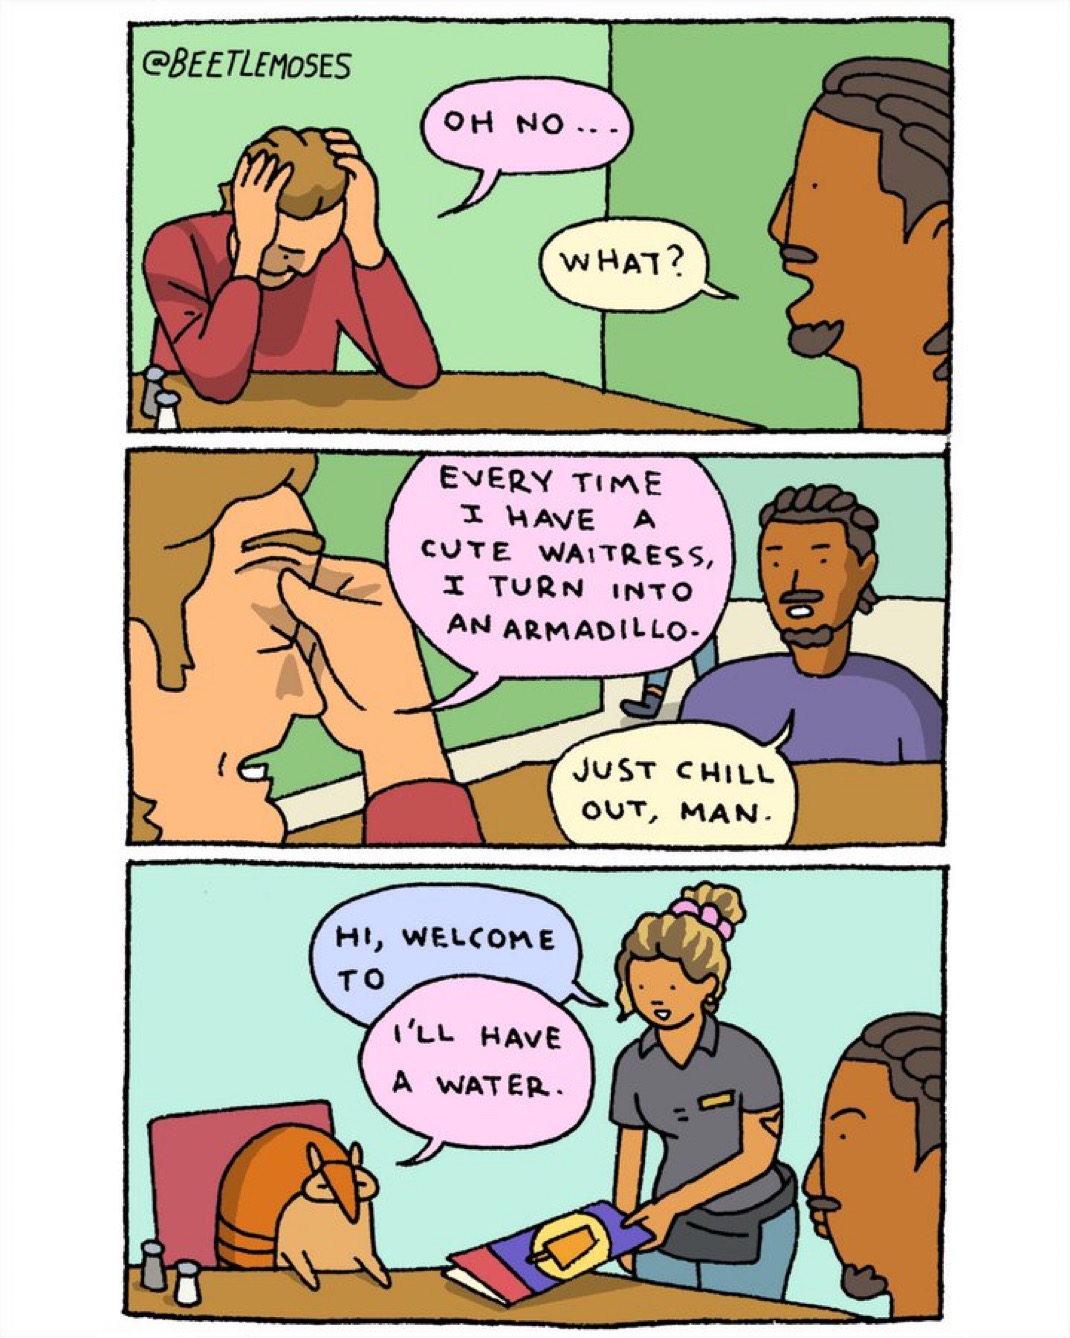 @BEETLEMOSES
OH NO...
WHAT?
EVERY TIME
I HAVE A
CUTE WAITRESS,
I TURN INTO
AN ARMADILLO.
JUST CHILL
OUT, MAN.
HI, WELCOME
TO
I'LL HAVE
A WATER.